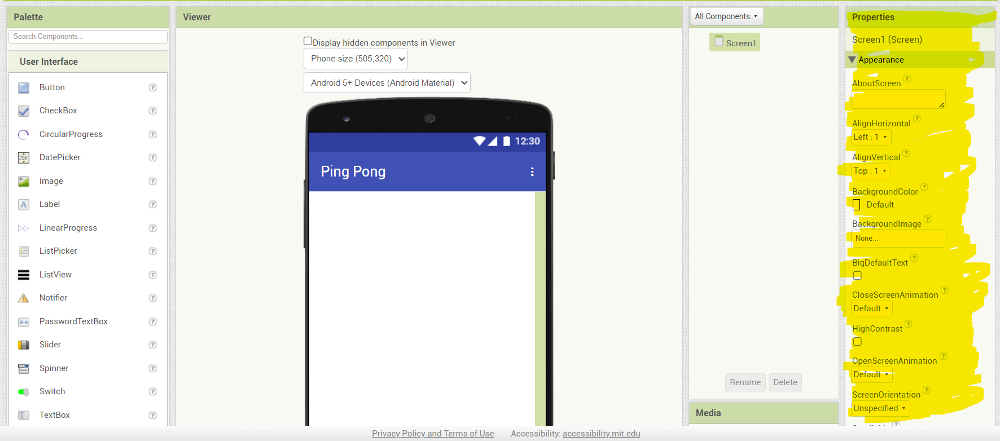 Palette
Search Components...
User Interface
Button
CheckBox
CircularProgress
DatePicker
Image
Label
LinearProgress
ListPicker
ListView
Notifier
PasswordTextBox
Slider
Spinner
Switch
TextBox
Viewer
Display hidden components in Viewer
Phone size (505,320)
Android 5+ Devices (Android Material)
12:30
Ping Pong
All Components
Screen1
Rename
Delete
Media
Properties
Screen1 (Screen)
Appearance
AboutScreen
AlignHorizontal
Left : 1
AlignVertical
Top : 1
BackgroundColor
Default
BackgroundImage
None...
BigDefaultText
CloseScreenAnimation
Default
HighContrast
OpenScreenAnimation
Default
ScreenOrientation
Unspecified
Privacy Policy and Terms of Use Accessibility: accessibility.mit.edu